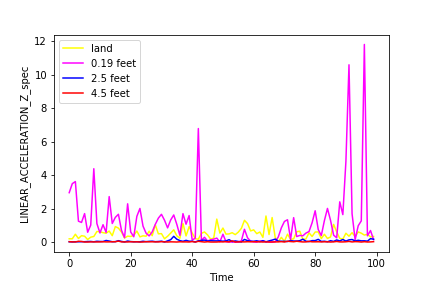 land
0.19 feet
2.5 feet
4.5 feet
12
10
8
6
4
2
0
LINEAR_ACCELERATION_Z_spec
0 20 40 60 80 100
Time